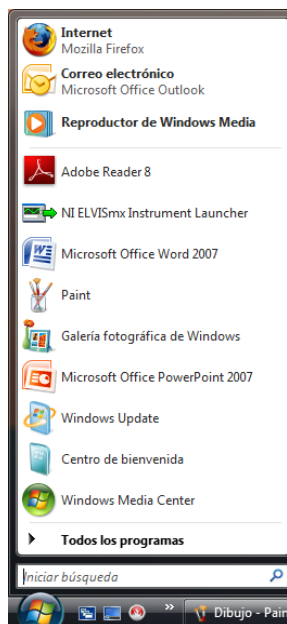 Internet
Mozilla Firefox
Correo electrónico
Microsoft Office Outlook
Reproductor de Windows Media
Adobe Reader 8
NI ELVISmx Instrument Launcher
Microsoft Office Word 2007
Paint
Galería fotográfica de Windows
Microsoft Office PowerPoint 2007
Windows Update
Centro de bienvenida
Windows Media Center
Todos los programas
Iniciar búsqueda
» Dibujo - Pain